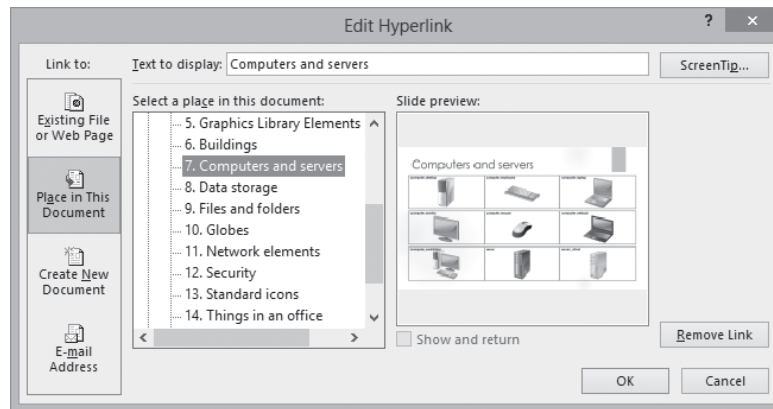 Edit Hyperlink
?
×
Link to:
Text to display:
Computers and servers
ScreenTip...
Existing File
or Web Page
Place in This
Document
Create New
Document
E-mail
Address
Select a place in this document:
5. Graphics Library Elements
6. Buildings
7. Computers and servers
8. Data storage
9. Files and folders
10. Globes
11. Network elements
12. Security
13. Standard icons
14. Things in an office
Slide preview:
Computers and servers
Show and return
Remove Link
OK
Cancel